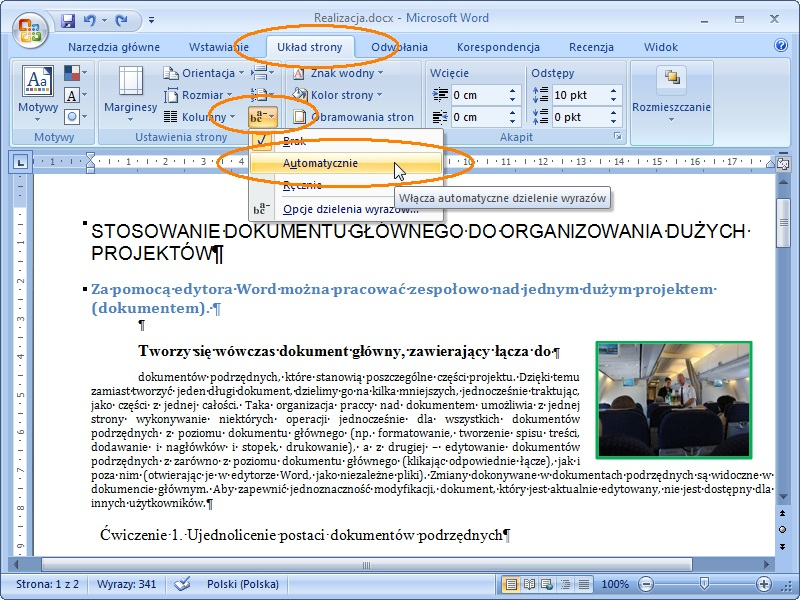 Realizacja.docx - Microsoft Word
Narzędzia główne Wstawianie Układ strony Odwołania Korespondencja Recenzja Widok
Motywy
Marginesy
Orientacja
Rozmiar
Kolumny
Znak wodny
Kolor strony
Obramowania stron
Wcięcie
0 cm
0 cm
Odstępy
10 pkt
0 pkt
Rozmieszczanie
Motywy Ustawienia strony Akapit
Brak
Automatycznie
Ręcznie
Opcje dzielenia wyrazów...
Włącza automatyczne dzielenie wyrazów
STOSOWANIE DOKUMENTU GŁÓWNEGO DO ORGANIZOWANIA DUŻYCH
PROJEKTÓW¶
Za pomocą edytora Word można pracować zespołowo nad jednym dużym projektem
(dokumentem). ¶
¶
Tworzy się wówczas dokument główny, zawierający łącza do¶
dokumentów podrzędnych, które stanowią poszczególne części projektu. Dzięki temu
zamiast tworzyć jeden długi dokument, dzielimy go na kilka mniejszych, jednocześnie traktując,
jako części z jednej całości. Taka organizacja praccy nad dokumentem umożliwia z jednej
strony wykonywanie niektórych operacji jednocześnie dla wszystkich dokumentów
podrzędnych z poziomu dokumentu głównego (np. formatowanie, tworzenie spisu treści,
dodawanie i nagłówków i stopek, drukowanie), a z drugiej – edytowanie dokumentów
podrzędnych z zarówno z poziomu dokumentu głównego (klikając odpowiednie łącze), jak i
poza nim (otwierając je w edytorze Word, jako niezależne pliki). Zmiany dokonywane w dokumentach podrzędnych są widoczne w
dokumencie głównym. Aby zapewnić jednoznaczność modyfikacji, dokument, który jest aktualnie edytowany, nie jest dostępny dla
innych użytkowników.¶
Ćwiczenie 1. Ujednolicenie postaci dokumentów podrzędnych¶
Strona: 1 z 2 Wyrazy: 341 Polski (Polska) 100%